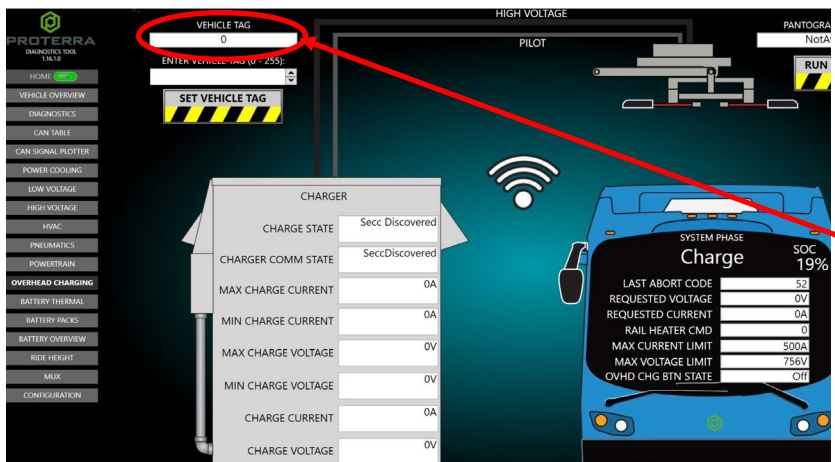 PROTERRA
DIAGNOSTICS TOOL
1.16.1.0
HOME
VEHICLE OVERVIEW
DIAGNOSTICS
CAN TABLE
CAN SIGNAL PLOTTER
POWER COOLING
LOW VOLTAGE
HIGH VOLTAGE
HVAC
PNEUMATICS
POWERTRAIN
OVERHEAD CHARGING
BATTERY THERMAL
BATTERY PACKS
BATTERY OVERVIEW
RIDE HEIGHT
MUX
CONFIGURATION
VEHICLE TAG
0
ENTER VEHICLE TAG (0 - 255):
SET VEHICLE TAG
HIGH VOLTAGE
PILOT
PANTOGRA
NotA
RUN
CHARGER
CHARGE STATE Secc Discovered
CHARGER COMM STATE SeccDiscovered
MAX CHARGE CURRENT 0A
MIN CHARGE CURRENT 0A
MAX CHARGE VOLTAGE 0V
MIN CHARGE VOLTAGE 0V
CHARGE CURRENT 0A
CHARGE VOLTAGE 0V
SYSTEM PHASE
Charge
SOC
19%
LAST ABORT CODE 52
REQUESTED VOLTAGE 0V
REQUESTED CURRENT 0A
RAIL HEATER CMD 0
MAX CURRENT LIMIT 500A
MAX VOLTAGE LIMIT 756V
OVHD CHG BTN STATE Off